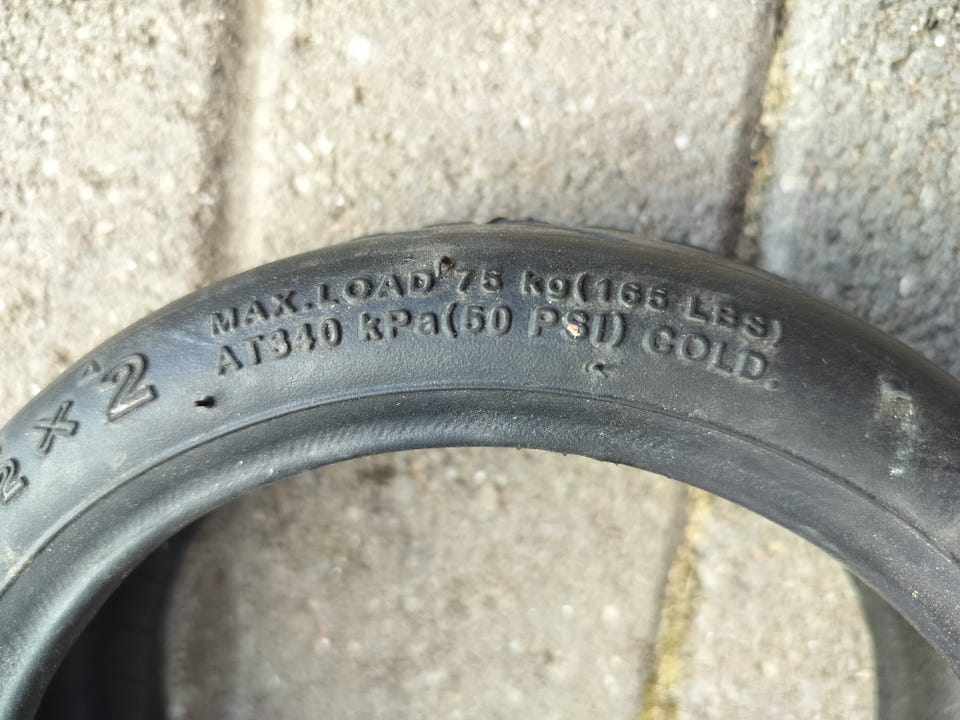 MAX.LOAD 75 kg(165 LBS)
AT340 kPa(50 PSI) COLD.
2 x 2